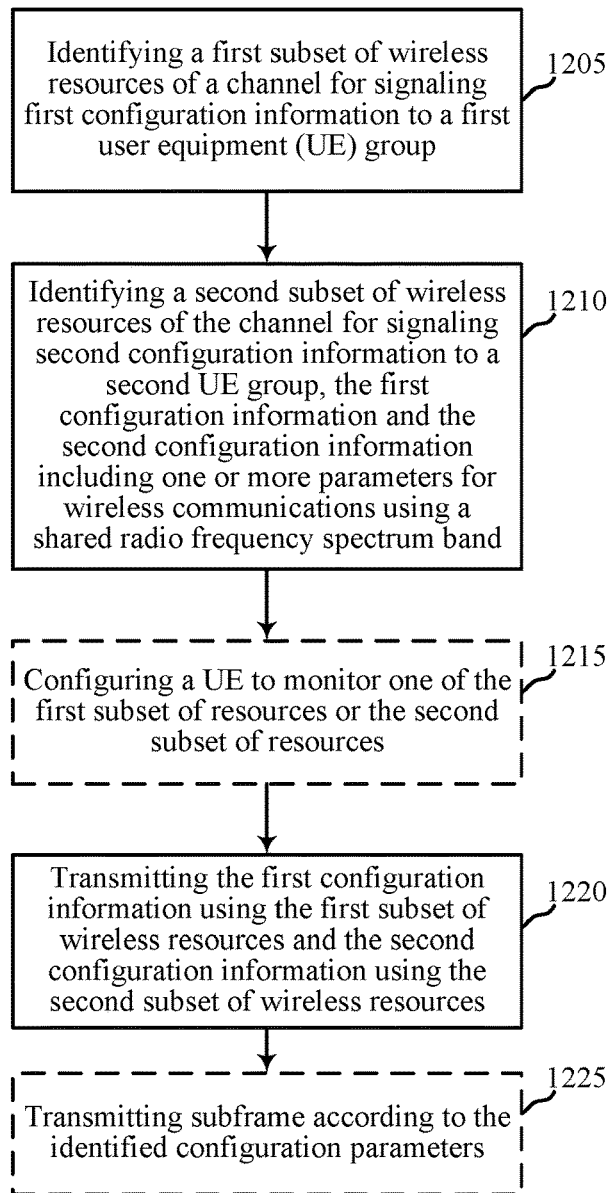 Identifying a first subset of wireless
resources of a channel for signaling
first configuration information to a first
user equipment (UE) group
1205
Identifying a second subset of wireless
resources of the channel for signaling
second configuration information to a
second UE group, the first
configuration information and the
second configuration information
including one or more parameters for
wireless communications using a
shared radio frequency spectrum band
1210
Configuring a UE to monitor one of the
first subset of resources or the second
subset of resources
1215
Transmitting the first configuration
information using the first subset of
wireless resources and the second
configuration information using the
second subset of wireless resources
1220
Transmitting subframe according to the
identified configuration parameters
1225